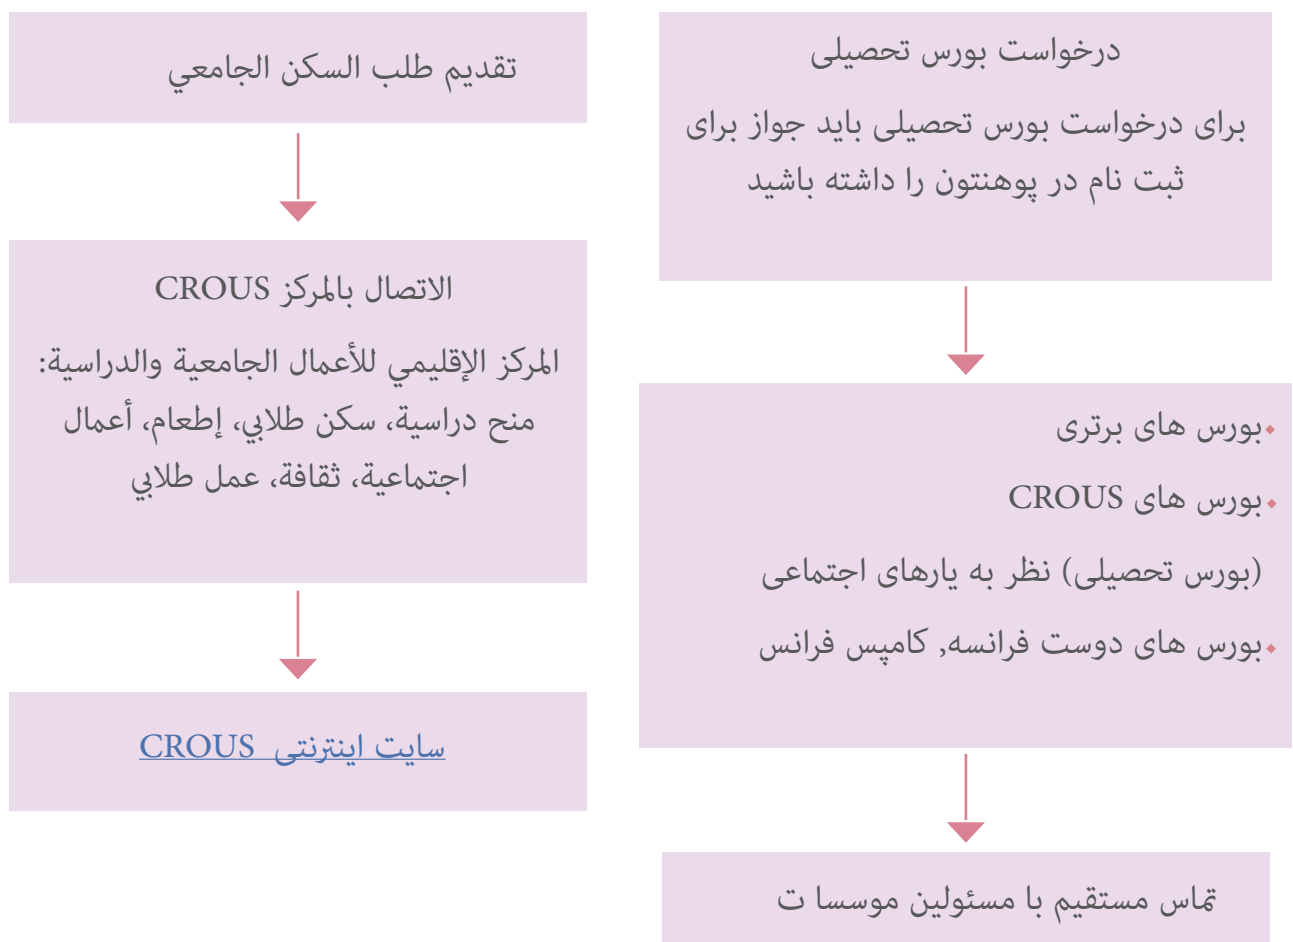 درخواست بورس تحصیلی
برای درخواست بورس تحصیلی باید جواز برای
ثبت نام در پوهنتون را داشته باشید
بورس های برتری
بورس های CROUS
(بورس تحصیلی) نظر به یارهای اجتماعی
بورس های دوست فرانسه, کامپس فرانس
تماس مستقیم با مسئولین موسسا ت
تقديم طلب السكن الجامعي
الاتصال بالمركز CROUS
المركز الإقليمي للأعمال الجامعية والدراسية:
منح دراسية، سكن طلابي، إطعام، أعمال
اجتماعية، ثقافة، عمل طلابي
سایت اینترنتی CROUS